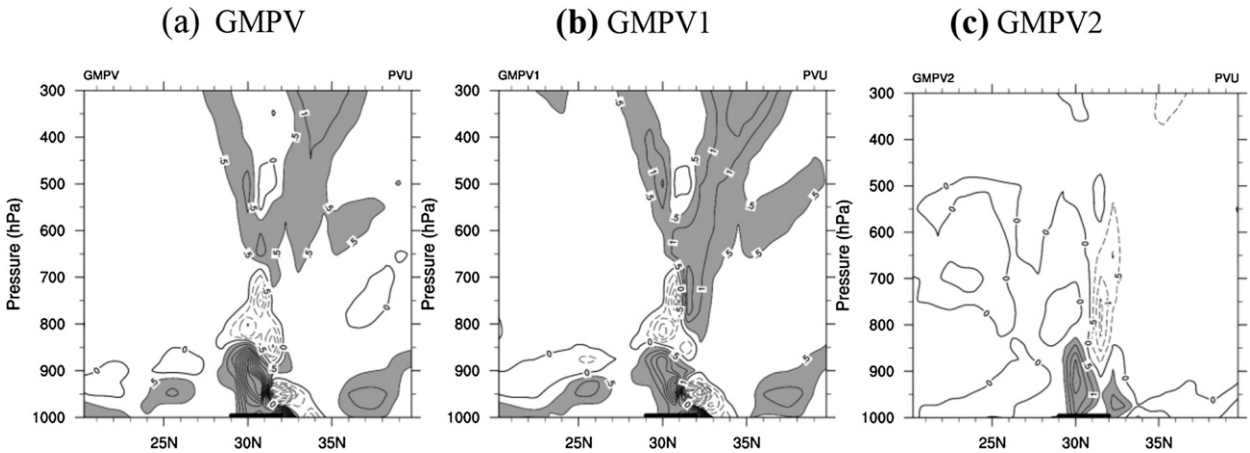 (a) GMPV
(b) GMPV1
(c) GMPV2
GMPV PVU
GMPV1 PVU
GMPV2 PVU
Pressure (hPa)
300
400
500
600
700
800
900
1000
25N 30N 35N
Pressure (hPa)
300
400
500
600
700
800
900
1000
25N 30N 35N
Pressure (hPa)
300
400
500
600
700
800
900
1000
25N 30N 35N